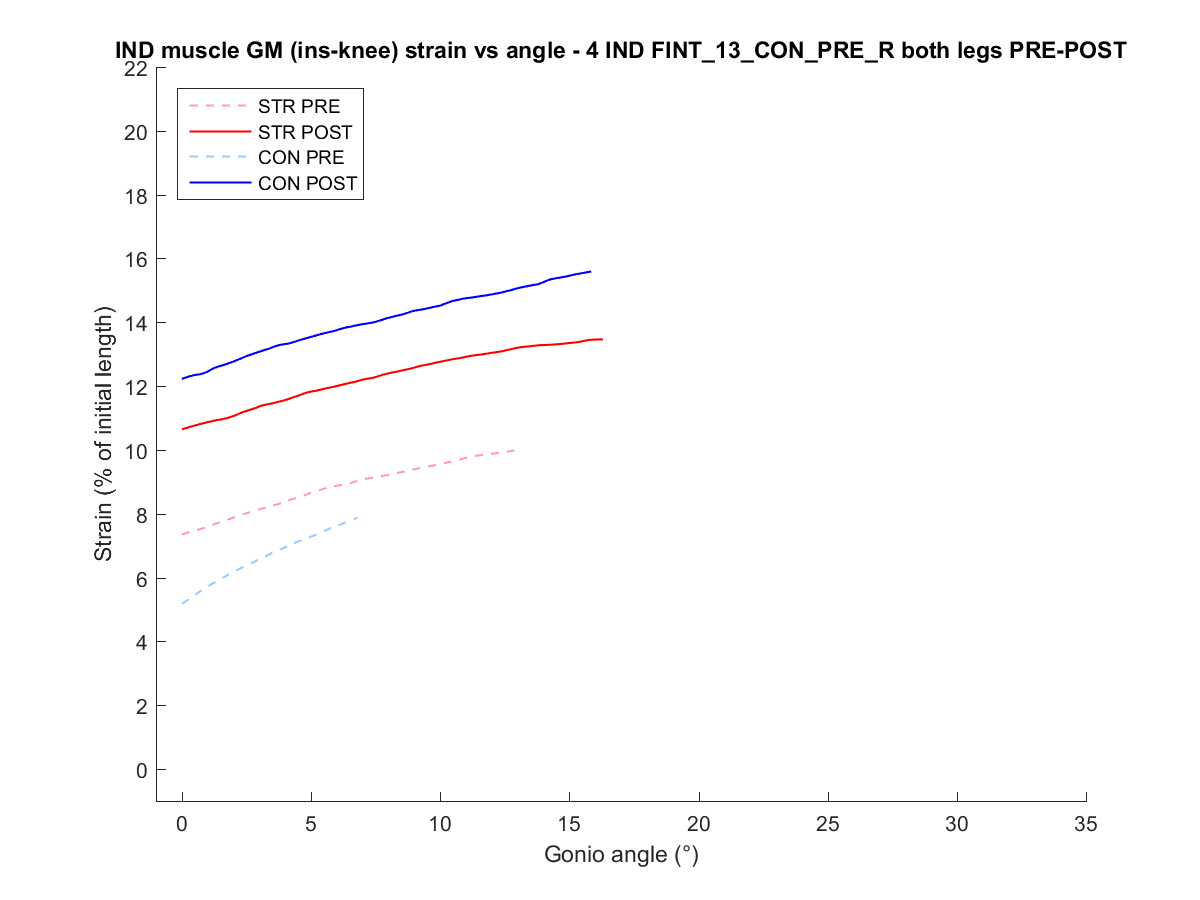 IND muscle GM (ins-knee) strain vs angle - 4 IND FINT_13_CON_PRE_R both legs PRE-POST
STR PRE
STR POST
CON PRE
CON POST
22
20
18
16
14
12
10
8
6
4
2
0
Strain (% of initial length)
0 5 10 15 20 25 30 35
Gonio angle (°)